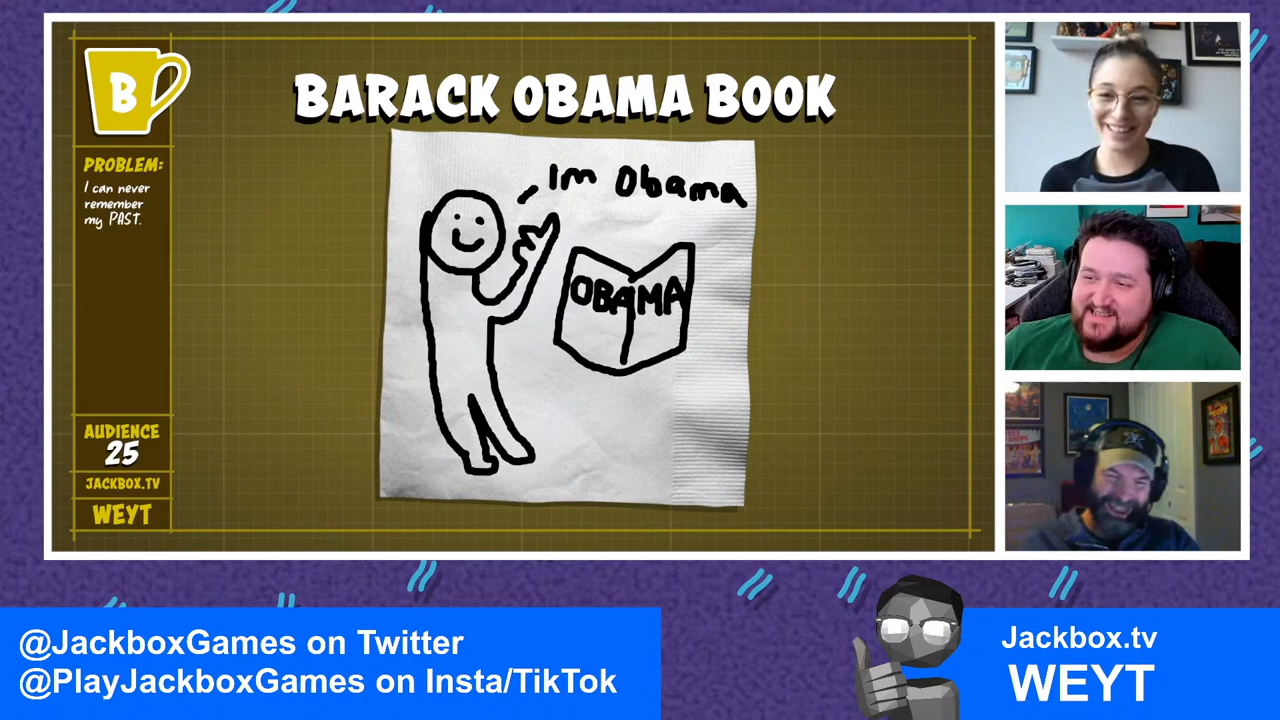 B
BARACK OBAMA BOOK
PROBLEM:
I can never
remember
my PAST.
Im Obama
OBAMA
AUDIENCE
25
JACKBOX.TV
WEYT
@JackboxGames on Twitter
@PlayJackboxGames on Insta/TikTok
Jackbox.tv
WEYT